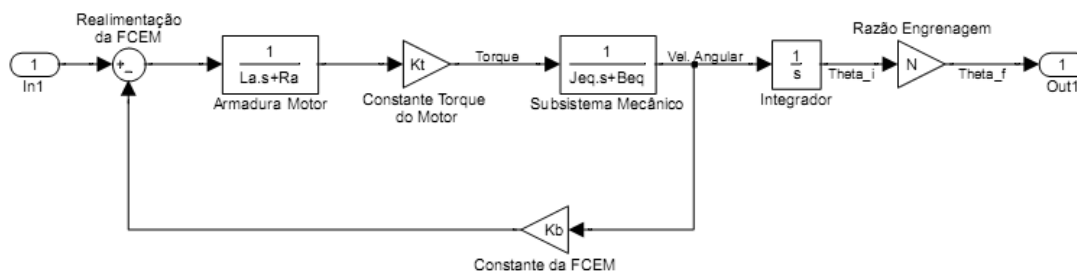 Realimentação
da FCEM
1
In1
+
-
1
La.s+Ra
Armadura Motor
Kt
Constante Torque
do Motor
Torque
1
Jeq.s+Beq
Subsistema Mecânico
Vel. Angular
1
s
Integrador
Theta_i
Razão Engrenagem
N
Theta_f
1
Out1
Kb
Constante da FCEM